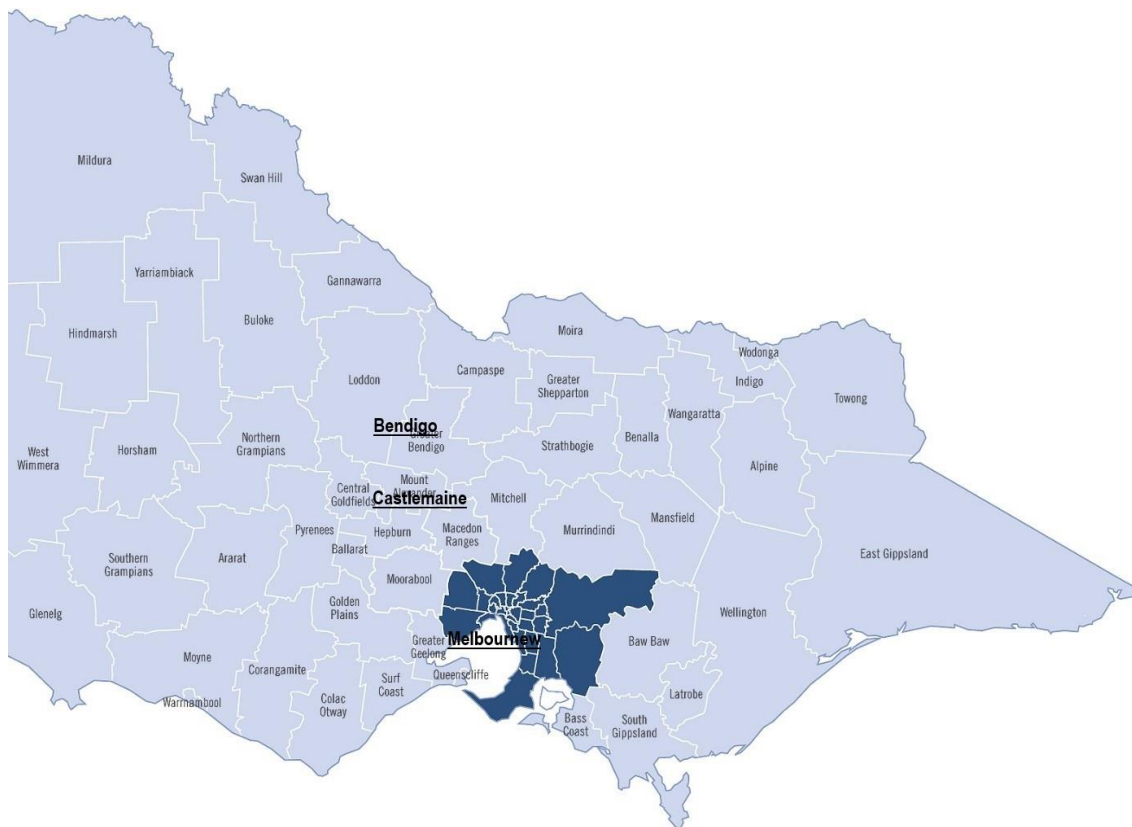 Mildura
Swan Hill
Yarriambiack
Gannawarra
Hindmarsh
Buloke
Moira
Wodonga
Loddon
Campaspe
Greater
Shepparton
Indigo
Towong
Wangaratta
Bendigo
Greater
Bendigo
West
Wimmera
Horsham
Northern
Grampians
Strathbogie
Benalla
Alpine
Central
Goldfields
Mount
Alexander
Castlemaine
Mitchell
Murrindindi
Mansfield
Pyrenees
Hepburn
Macedon
Ranges
Southern
Grampians
Ararat
Ballarat
East Gippsland
Moorabool
Glenelg
Golden
Plains
Wellington
Greater
Geelong
Melbournew
Baw Baw
Moyne
Corangamite
Surf
Coast
Queenscliffe
Warrnambool
Colac
Otway
Latrobe
Bass
Coast
South
Gippsland